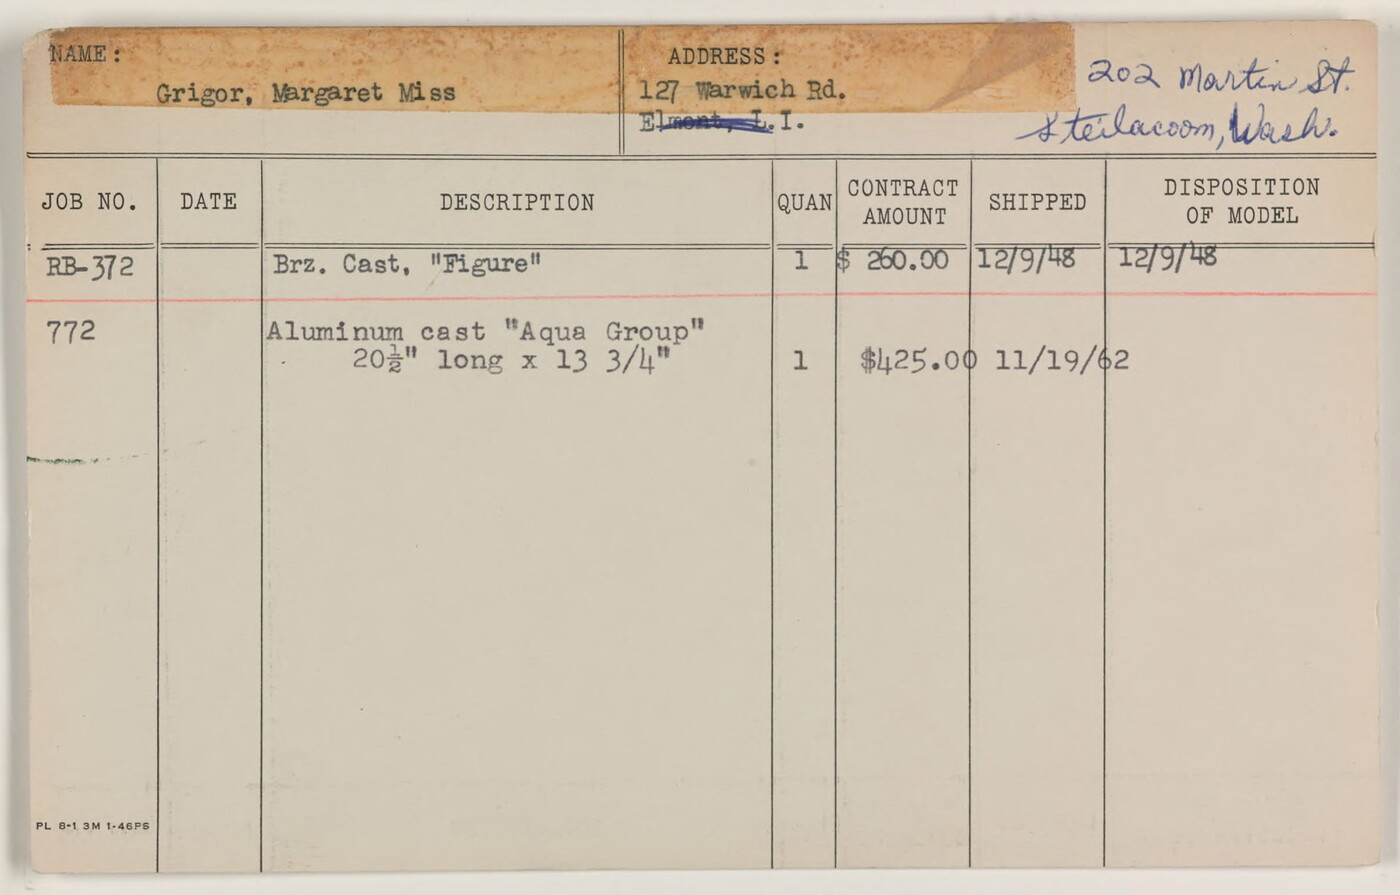 NAME: ADDRESS:
Grigor, Margaret Miss 127 Warwich Rd. 202 Martin St.
Elmont, L.I. Steilacoom, Wash.
JOB NO. DATE DESCRIPTION QUAN CONTRACT AMOUNT SHIPPED DISPOSITION OF MODEL
RB-372 Brz. Cast, "Figure" 1 $ 260.00 12/9/48 12/9/48
772 Aluminum cast "Aqua Group"
20½" long x 13 3/4" 1 $425.00 11/19/62
PL 8-1 3M 1-46PS